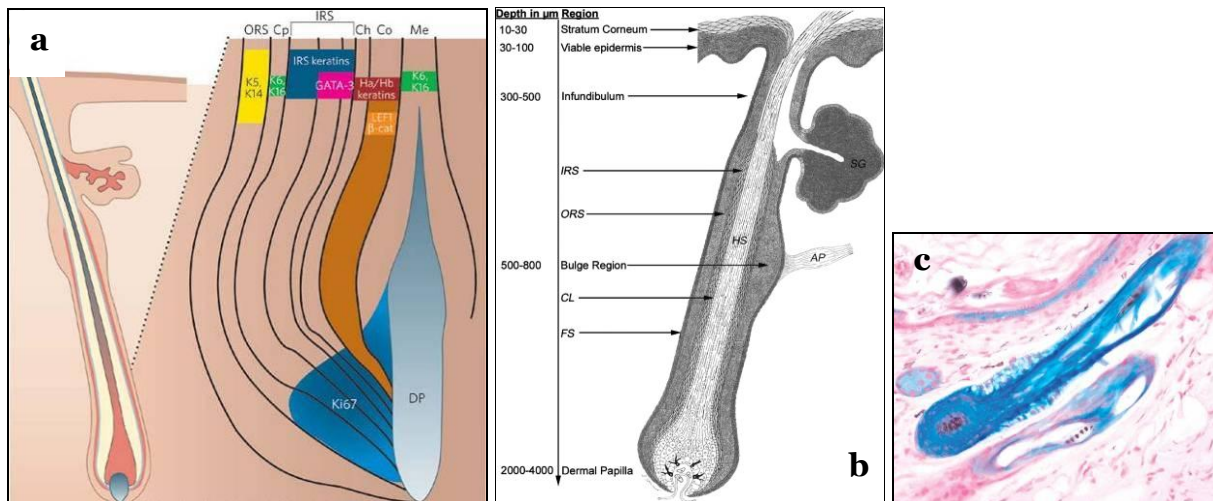 a
IRS
ORS Cp Ch Co Me
K5, K14
K6, K16
IRS keratins
GATA-3
Ha/Hb keratins
K6, K16
LEF1 β-cat
Ki67
DP
Depth in μm Region
10-30 Stratum Corneum
30-100 Viable epidermis
300-500 Infundibulum
IRS
SG
ORS
HS
AP
500-800 Bulge Region
CL
FS
2000-4000 Dermal Papilla
b
c